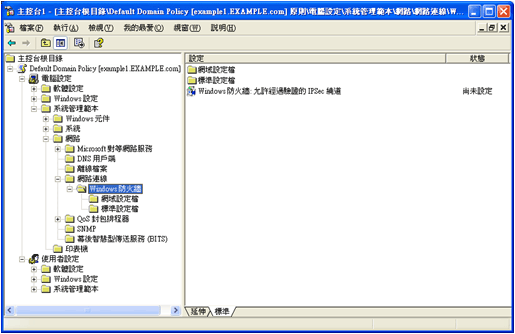 主控台1 - [主控台根目錄\Default Domain Policy [example1.EXAMPLE.com] 原則\電腦設定\系統管理範本\網路\網路連線\W...
檔案(F) 執行(A) 檢視(V) 我的最愛(O) 視窗(W) 說明(H)
主控台根目錄
Default Domain Policy [example1.EXAMPLE.com]
電腦設定
軟體設定
Windows 設定
系統管理範本
Windows 元件
系統
網路
Microsoft 對等網路服務
DNS 用戶端
離線檔案
網路連線
Windows 防火牆
網域設定檔
標準設定檔
QoS 封包排程器
SNMP
幕後智慧型傳送服務 (BITS)
印表機
使用者設定
軟體設定
Windows 設定
系統管理範本
設定 狀態
網域設定檔
標準設定檔
Windows 防火牆: 允許經過驗證的 IPSec 繞道 尚未設定
延伸 標準